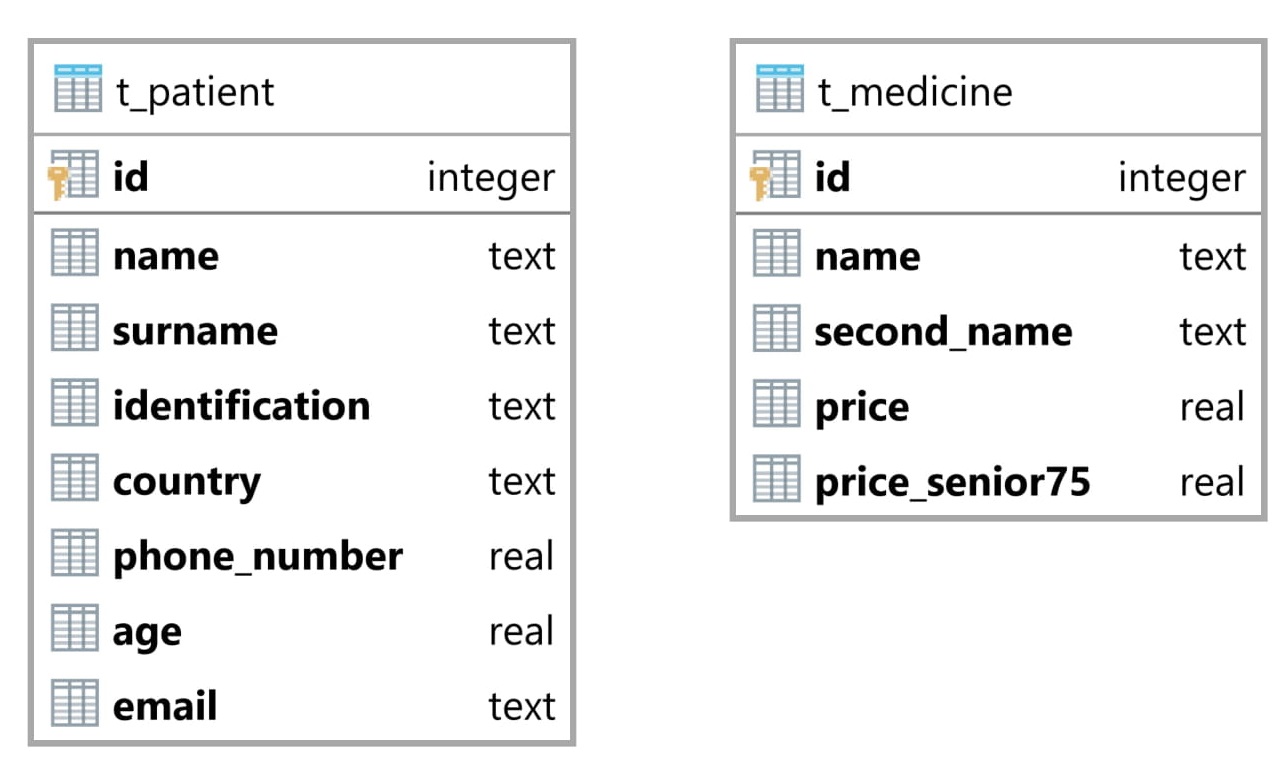 t_patient
id integer
name text
surname text
identification text
country text
phone_number real
age real
email text
t_medicine
id integer
name text
second_name text
price real
price_senior75 real